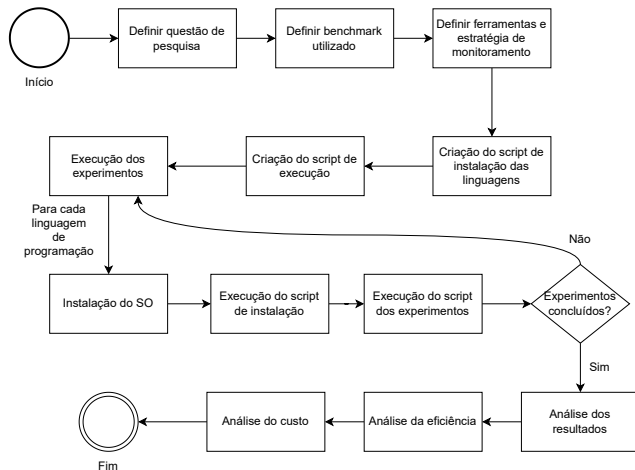 Definir questão de
pesquisa
Definir benchmark
utilizado
Definir ferramentas e
estratégia de
monitoramento
Início
Execução dos
experimentos
Criação do script de
execução
Criação do script de
instalação das
linguagens
Para cada
linguagem
de
programação
Não
Instalação do SO
Execução do script
de instalação
Execução do script
dos experimentos
Experimentos
concluídos?
Sim
Análise do custo
Análise da eficiência
Análise dos
resultados
Fim